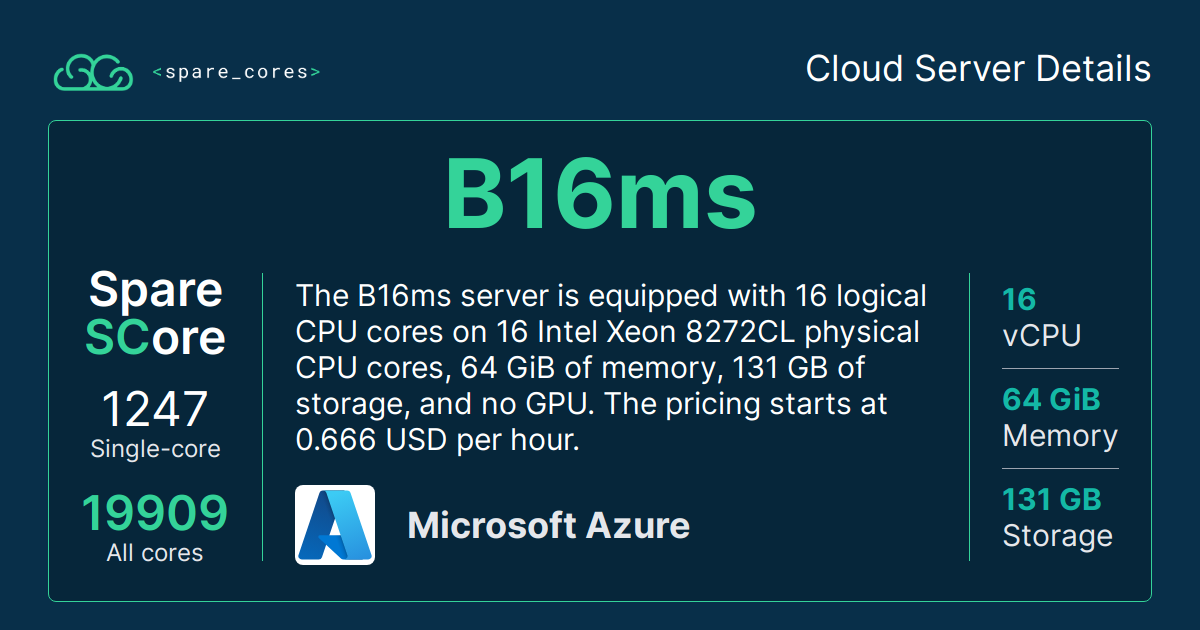 <spare_cores>
Cloud Server Details
B16ms
Spare
SCore
1247
Single-core
19909
All cores
The B16ms server is equipped with 16 logical
CPU cores on 16 Intel Xeon 8272CL physical
CPU cores, 64 GiB of memory, 131 GB of
storage, and no GPU. The pricing starts at
0.666 USD per hour.
Microsoft Azure
16
vCPU
64 GiB
Memory
131 GB
Storage